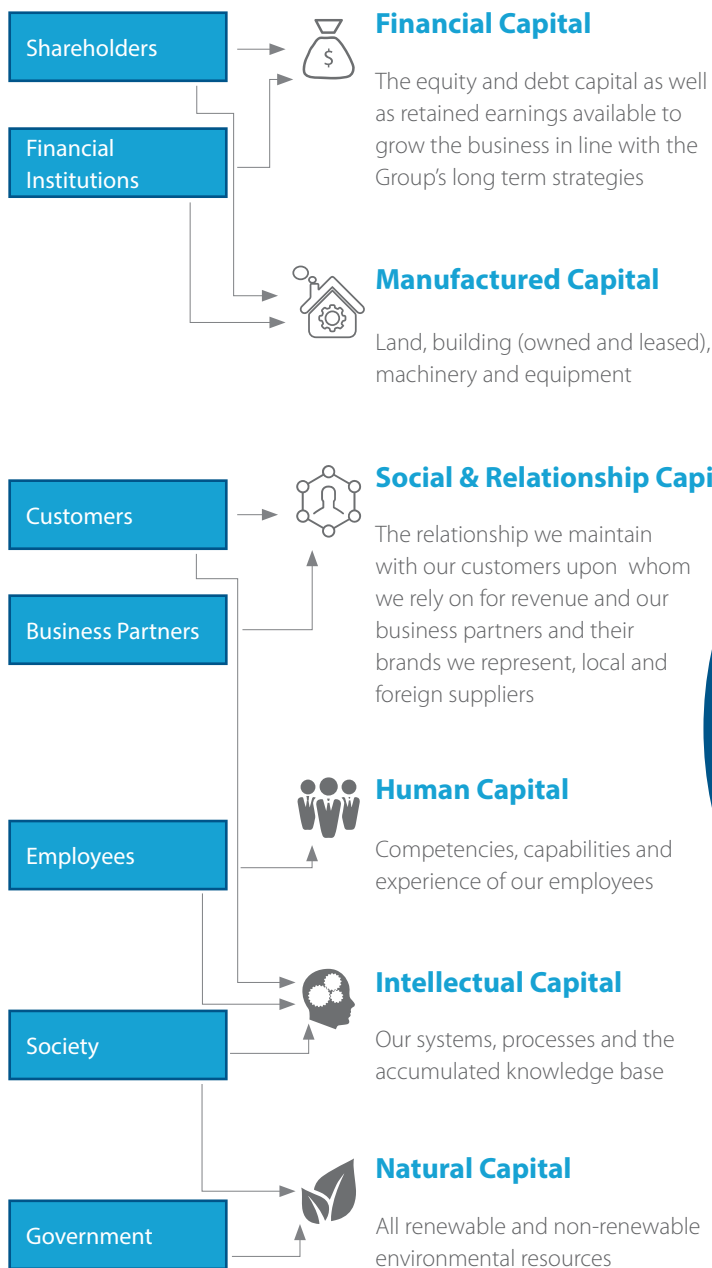 Shareholders
Financial
Institutions
$
Financial Capital
The equity and debt capital as well
as retained earnings available to
grow the business in line with the
Group's long term strategies
Manufactured Capital
Land, building (owned and leased),
machinery and equipment
Customers
Business Partners
Social & Relationship Capi
The relationship we maintain
with our customers upon whom
we rely on for revenue and our
business partners and their
brands we represent, local and
foreign suppliers
Employees
Human Capital
Competencies, capabilities and
experience of our employees
Society
Intellectual Capital
Our systems, processes and the
accumulated knowledge base
Government
Natural Capital
All renewable and non-renewable
environmental resources